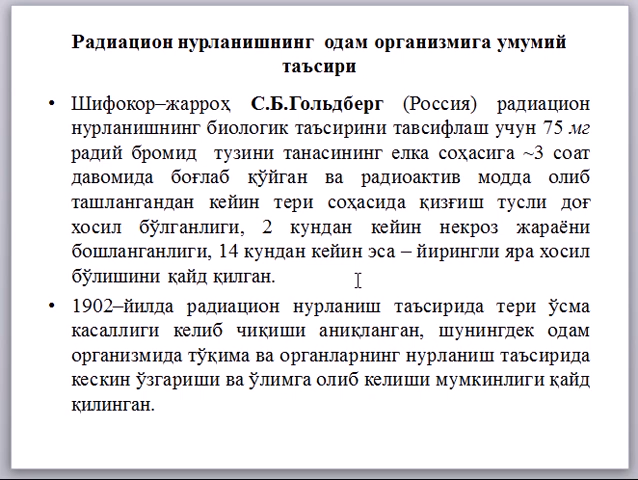 Радиацион нурланишнинг одам организмига умумий
таъсири
• Шифокор–жарроҳ С.Б.Гольдберг (Россия) радиацион
нурланишнинг биологик таъсирини тавсифлаш учун 75 мг
радий бромид тузини танасининг елка соҳасига ~3 соат
давомида боғлаб қўйган ва радиоактив модда олиб
ташлангандан кейин тери соҳасида қизғиш тусли доғ
хосил бўлганлиги, 2 кундан кейин некроз жараёни
бошланганлиги, 14 кундан кейин эса – йирингли яра хосил
бўлишини қайд қилган.
• 1902–йилда радиацион нурланиш таъсирида тери ўсма
касаллиги келиб чиқиши аниқланган, шунингдек одам
организмида тўқима ва органларнинг нурланиш таъсирида
кескин ўзгариши ва ўлимга олиб келиши мумкинлиги қайд
қилинган.